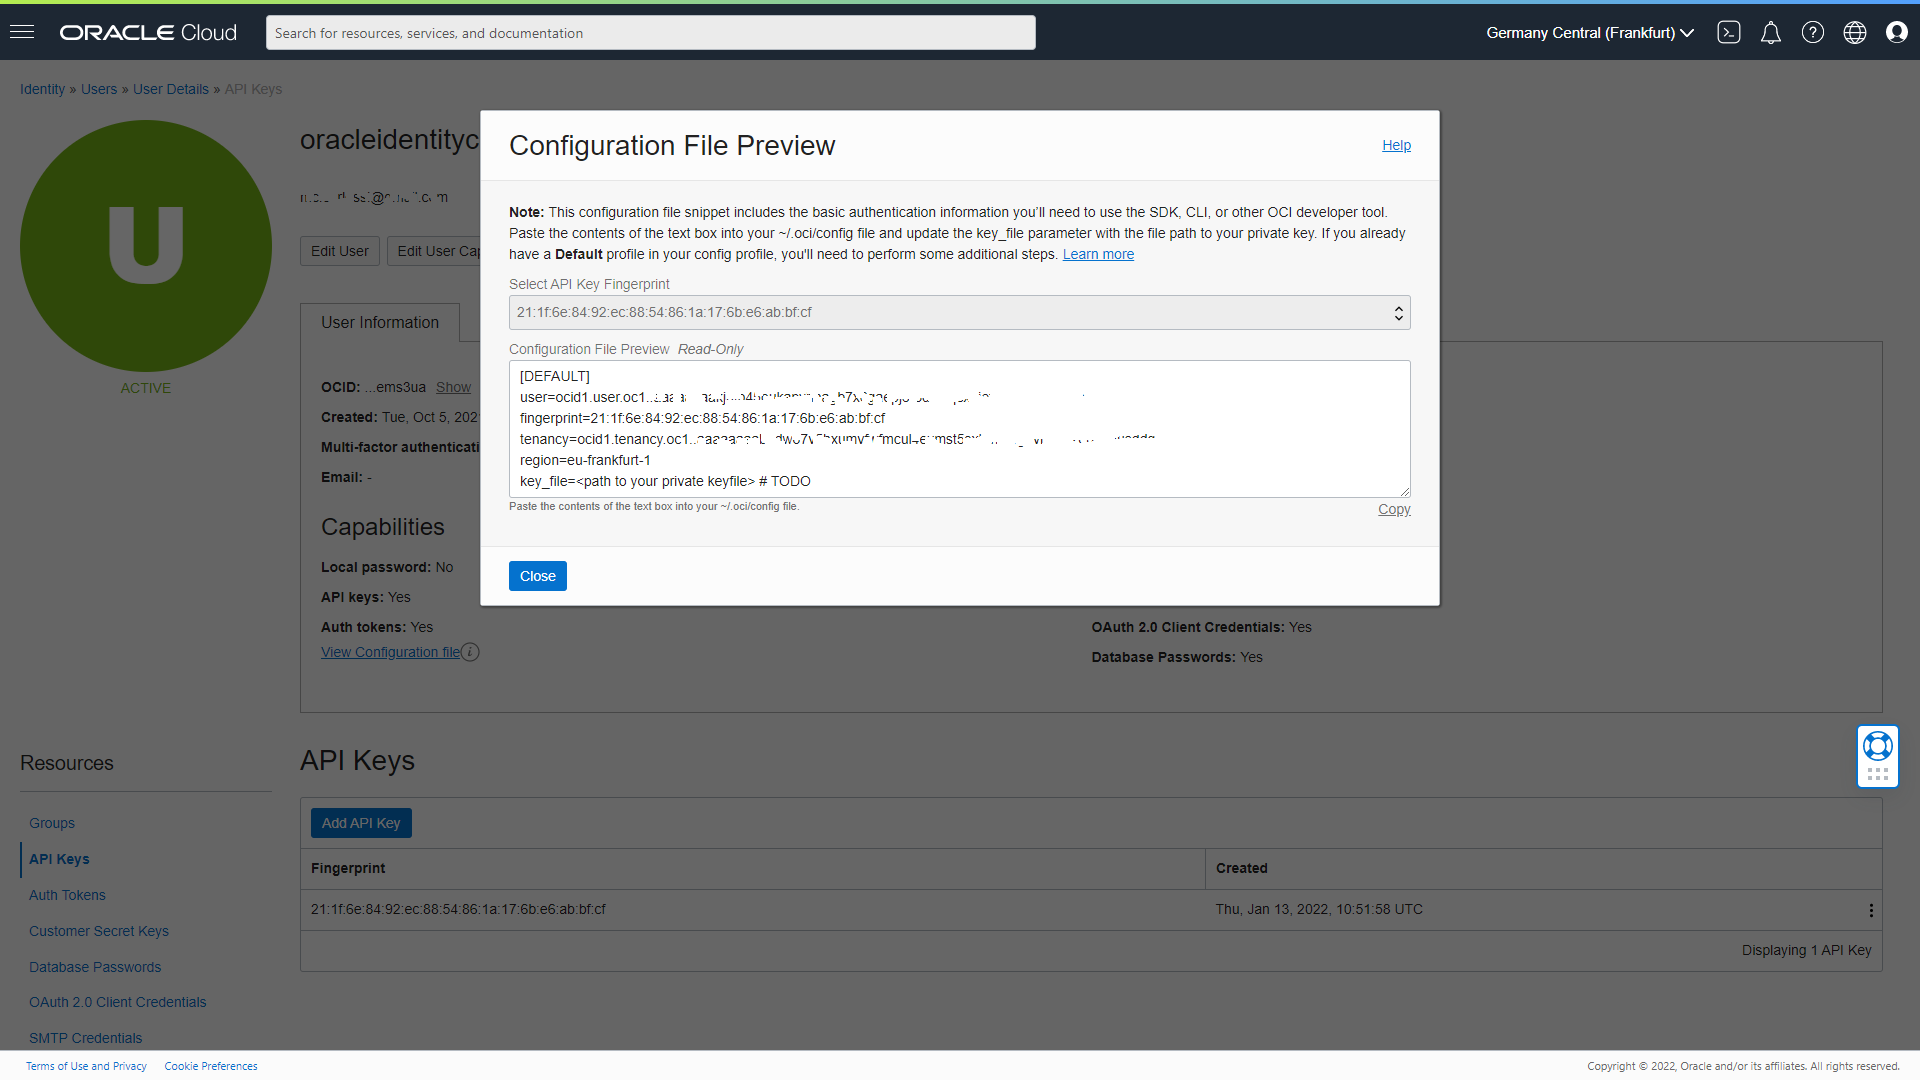 ORACLE Cloud
Search for resources, services, and documentation
Germany Central (Frankfurt)
Identity » Users » User Details » API Keys
U
ACTIVE
oracleidentityc
Edit User
Edit User Cap
User Information
OCID: ...ems3ua Show
Created: Tue, Oct 5, 202
Multi-factor authenticati
Email: -
Capabilities
Local password: No
API keys: Yes
Auth tokens: Yes
View Configuration file
OAuth 2.0 Client Credentials: Yes
Database Passwords: Yes
Configuration File Preview
Help
Note: This configuration file snippet includes the basic authentication information you'll need to use the SDK, CLI, or other OCI developer tool.
Paste the contents of the text box into your ~/.oci/config file and update the key_file parameter with the file path to your private key. If you already
have a Default profile in your config profile, you'll need to perform some additional steps. Learn more
Select API Key Fingerprint
21:1f:6e:84:92:ec:88:54:86:1a:17:6b:e6:ab:bf:cf
Configuration File Preview Read-Only
[DEFAULT]
user=ocid1.user.oc1..
fingerprint=21:1f:6e:84:92:ec:88:54:86:1a:17:6b:e6:ab:bf:cf
tenancy=ocid1.tenancy.oc1..
region=eu-frankfurt-1
key_file=<path to your private keyfile> # TODO
Paste the contents of the text box into your ~/.oci/config file.
Copy
Close
Resources
Groups
API Keys
Auth Tokens
Customer Secret Keys
Database Passwords
OAuth 2.0 Client Credentials
SMTP Credentials
API Keys
Add API Key
Fingerprint
Created
21:1f:6e:84:92:ec:88:54:86:1a:17:6b:e6:ab:bf:cf
Thu, Jan 13, 2022, 10:51:58 UTC
Displaying 1 API Key
Terms of Use and Privacy
Cookie Preferences
Copyright © 2022, Oracle and/or its affiliates. All rights reserved.